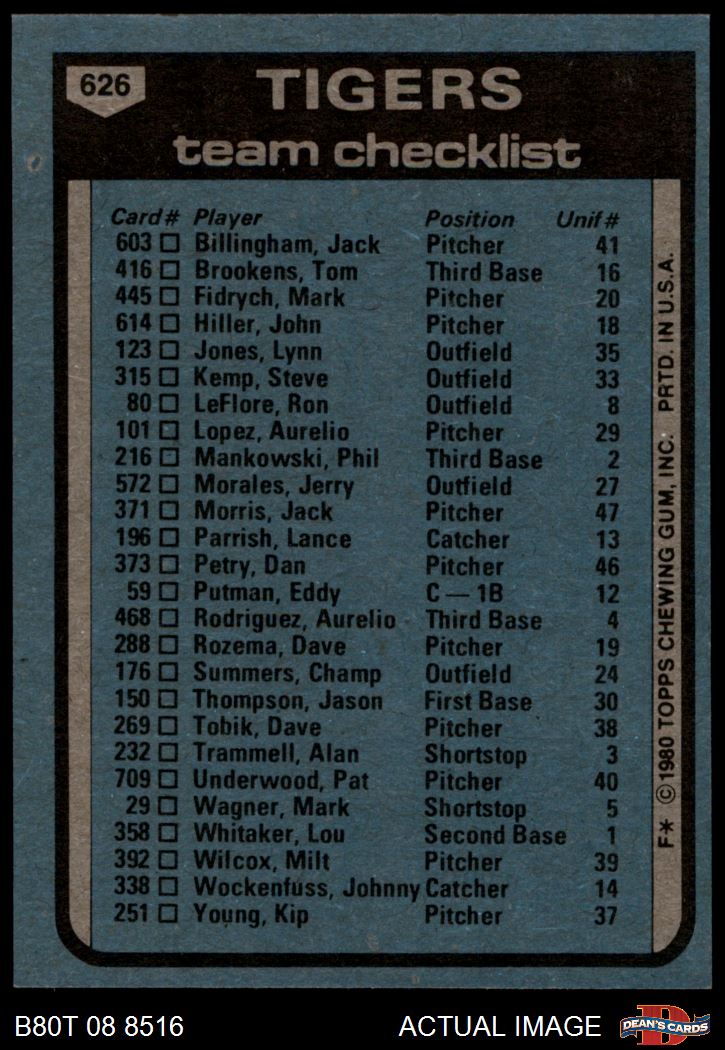 626
TIGERS
team checklist
Card# Player Position Unif#
603 Billingham, Jack Pitcher 41
416 Brookens, Tom Third Base 16
445 Fidrych, Mark Pitcher 20
614 Hiller, John Pitcher 18
123 Jones, Lynn Outfield 35
315 Kemp, Steve Outfield 33
80 LeFlore, Ron Outfield 8
101 Lopez, Aurelio Pitcher 29
216 Mankowski, Phil Third Base 2
572 Morales, Jerry Outfield 27
371 Morris, Jack Pitcher 47
196 Parrish, Lance Catcher 13
373 Petry, Dan Pitcher 46
59 Putman, Eddy C — 1B 12
468 Rodriguez, Aurelio Third Base 4
288 Rozema, Dave Pitcher 19
176 Summers, Champ Outfield 24
150 Thompson, Jason First Base 30
269 Tobik, Dave Pitcher 38
232 Trammell, Alan Shortstop 3
709 Underwood, Pat Pitcher 40
29 Wagner, Mark Shortstop 5
358 Whitaker, Lou Second Base 1
392 Wilcox, Milt Pitcher 39
338 Wockenfuss, Johnny Catcher 14
251 Young, Kip Pitcher 37
F* © 1980 TOPPS CHEWING GUM, INC. PRTD. IN U.S.A.
B80T 08 8516 ACTUAL IMAGE
D
DEAN'S CARDS